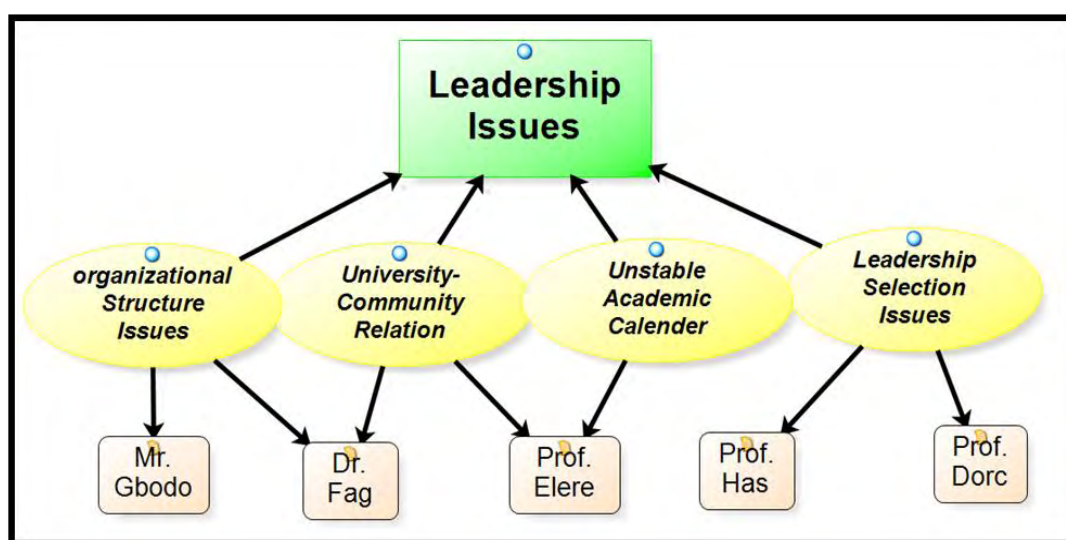 Leadership
Issues
organizational
Structure
Issues
University-
Community
Relation
Unstable
Academic
Calender
Leadership
Selection
Issues
Mr.
Gbodo
Dr.
Fag
Prof.
Elere
Prof.
Has
Prof.
Dorc